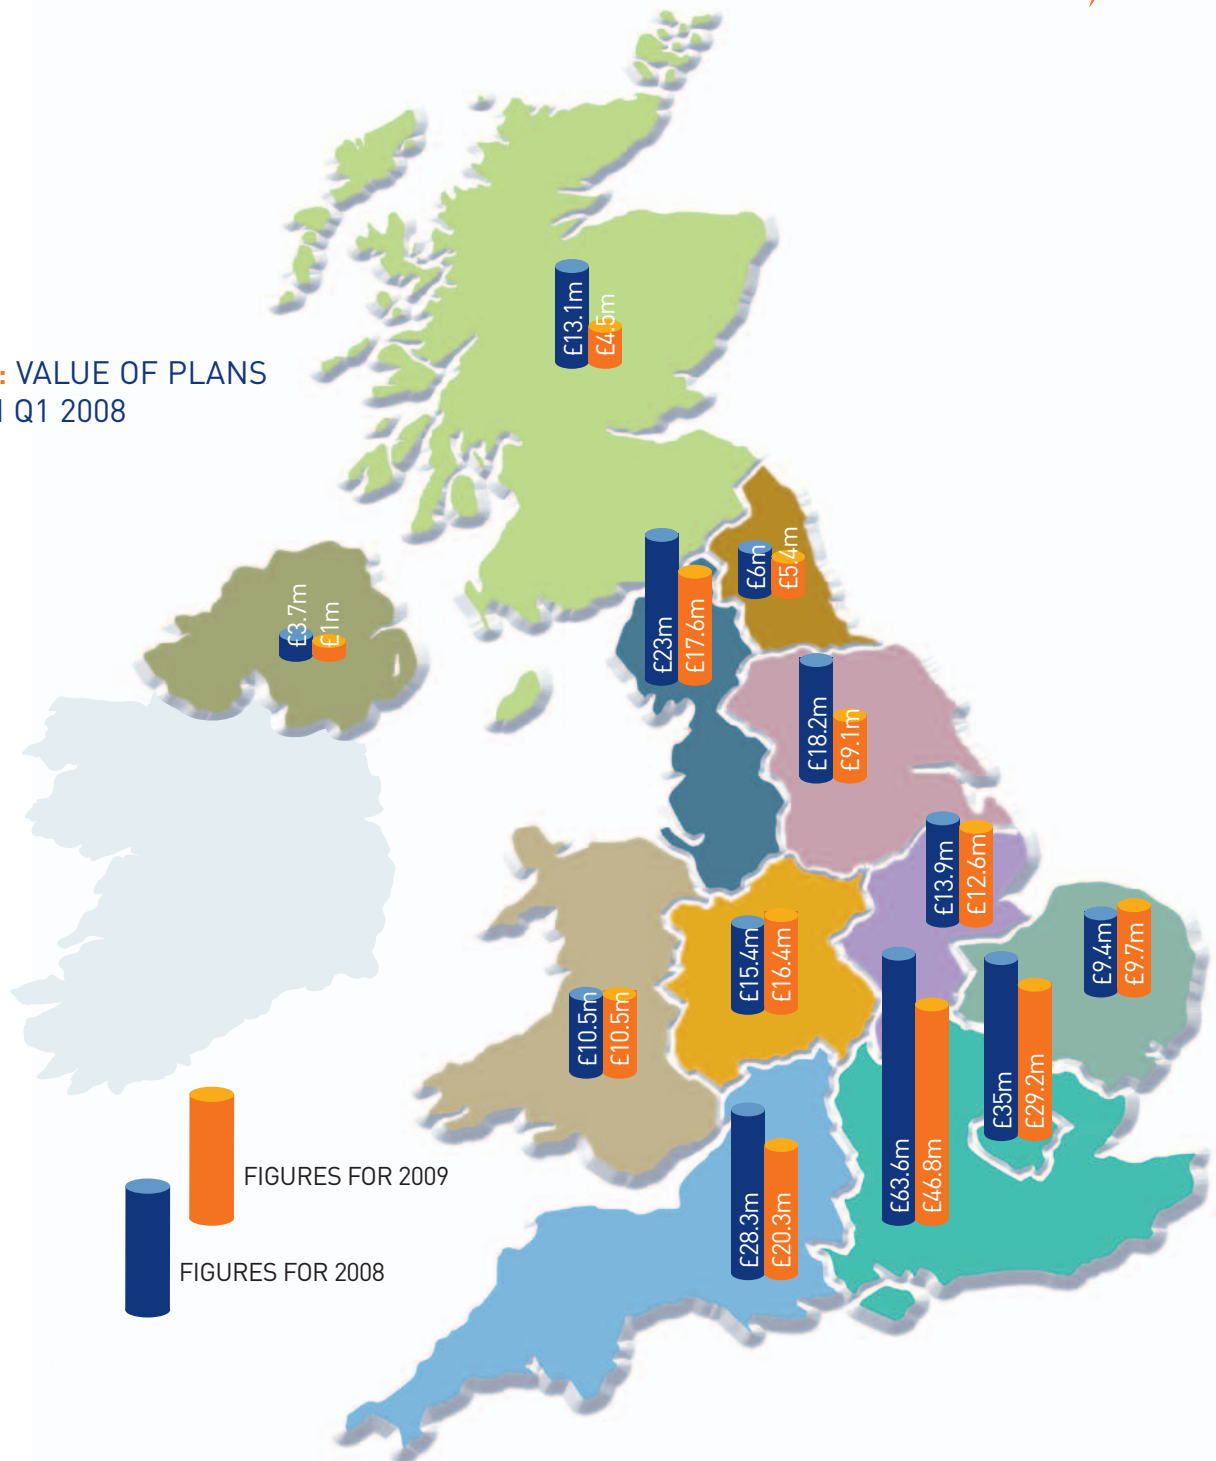 £13.1m
£4.5m
: VALUE OF PLANS
Q1 2008
£6m
£5.4m
£3.7m
£1m
£23m
£17.6m
£18.2m
£9.1m
£13.9m
£12.6m
£9.4m
£9.7m
£15.4m
£16.4m
£10.5m
£10.5m
£35m
£29.2m
£63.6m
£46.8m
£28.3m
£20.3m
FIGURES FOR 2009
FIGURES FOR 2008